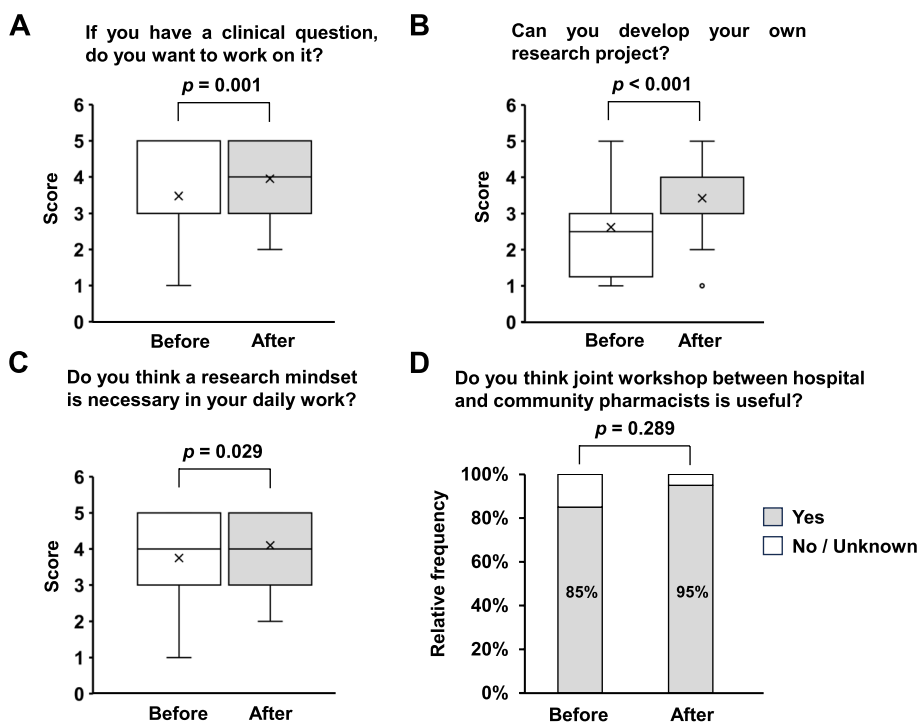 A
If you have a clinical question,
do you want to work on it?
p = 0.001
6
5
4
3
2
1
0
Score
Before After
B
Can you develop your own
research project?
p < 0.001
6
5
4
3
2
1
0
Score
Before After
C
Do you think a research mindset
is necessary in your daily work?
p = 0.029
6
5
4
3
2
1
0
Score
Before After
D
Do you think joint workshop between hospital
and community pharmacists is useful?
p = 0.289
100%
80%
60%
40%
20%
0%
Relative frequency
85%
95%
Before After
Yes
No / Unknown